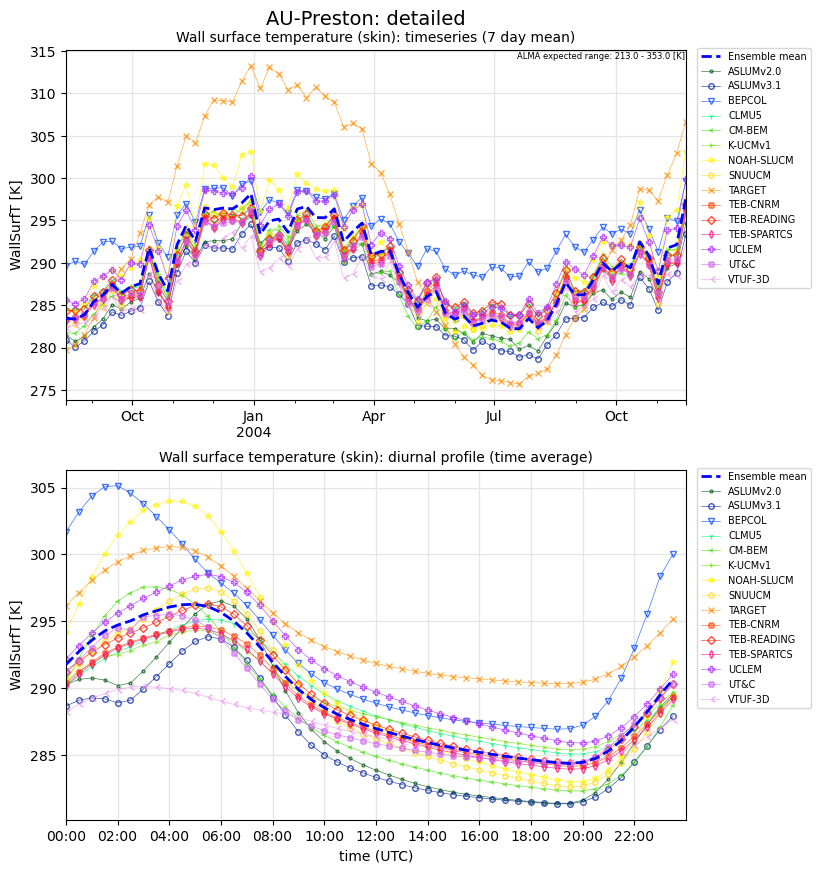 AU-Preston: detailed
Wall surface temperature (skin): timeseries (7 day mean)
ALMA expected range: 213.0 - 353.0 [K]
WallSurfT [K]
315
310
305
300
295
290
285
280
275
Oct
Jan
2004
Apr
Jul
Oct
Ensemble mean
ASLUMv2.0
ASLUMv3.1
BEPCOL
CLMU5
CM-BEM
K-UCMv1
NOAH-SLUCM
SNUUCM
TARGET
TEB-CNRM
TEB-READING
TEB-SPARTCS
UCLEM
UT&C
VTUF-3D
Wall surface temperature (skin): diurnal profile (time average)
WallSurfT [K]
305
300
295
290
285
00:00
02:00
04:00
06:00
08:00
10:00
12:00
14:00
16:00
18:00
20:00
22:00
time (UTC)
Ensemble mean
ASLUMv2.0
ASLUMv3.1
BEPCOL
CLMU5
CM-BEM
K-UCMv1
NOAH-SLUCM
SNUUCM
TARGET
TEB-CNRM
TEB-READING
TEB-SPARTCS
UCLEM
UT&C
VTUF-3D